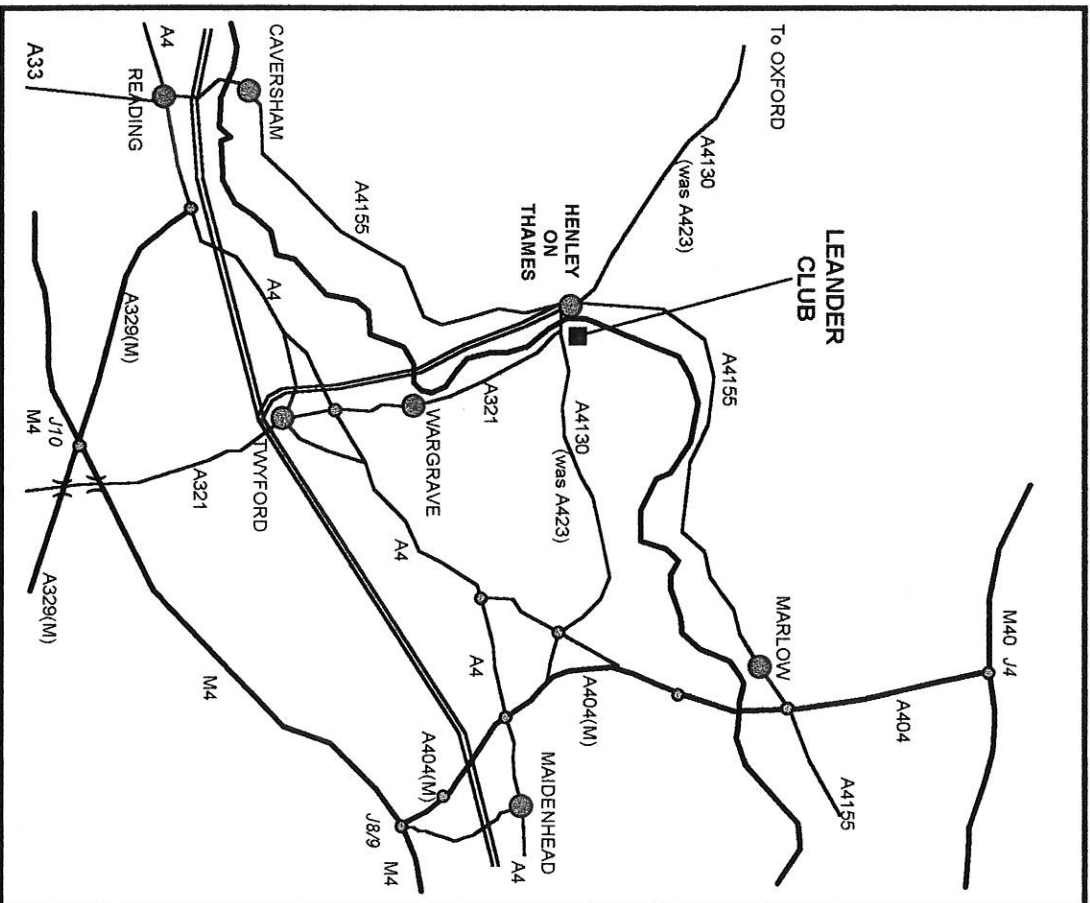 M40 J4
A404
A4155
LEANDER
CLUB
To OXFORD
MARLOW
A4155
A4130
(was A423)
HENLEY
ON
THAMES
A4130
(was A423)
A404(M)
MAIDENHEAD
A4
A321
A4
WARGRAVE
A404(M)
A4
A4155
J8/9
M4
CAVERSHAM
A4
TWYFORD
M4
A321
A4
READING
A329(M)
J10
M4
A33
A329(M)